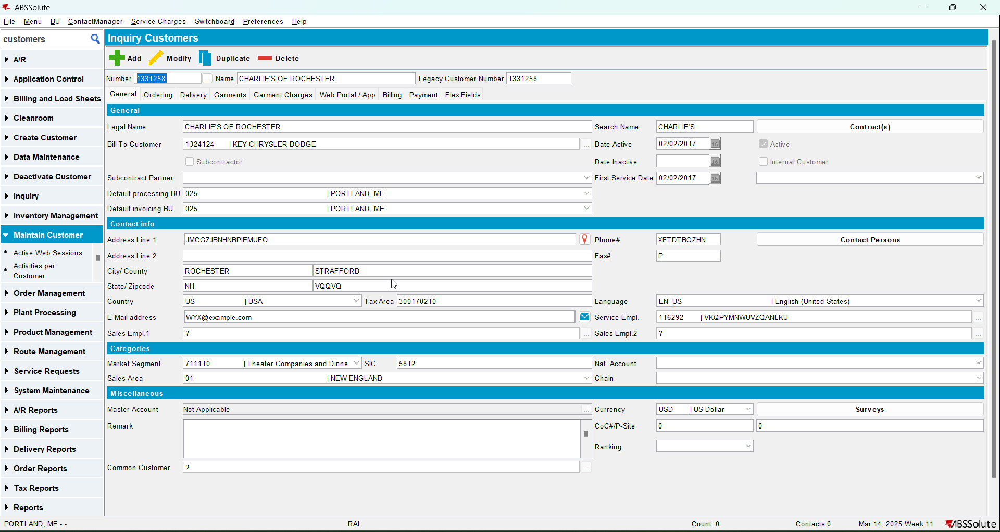 ABSSolute
File Menu BU ContactManager Service Charges Switchboard Preferences Help
customers
Inquiry Customers
Add Modify Duplicate Delete
Number 1331258 ... Name CHARLIE'S OF ROCHESTER Legacy Customer Number 1331258
General Ordering Delivery Garments Garment Charges Web Portal / App Billing Payment Flex Fields
A/R
Application Control
Billing and Load Sheets
Cleanroom
Create Customer
Data Maintenance
Deactivate Customer
Inquiry
Inventory Management
Maintain Customer
Active Web Sessions
Activities per
Customer
Order Management
Plant Processing
Product Management
Route Management
Service Requests
System Maintenance
A/R Reports
Billing Reports
Delivery Reports
Order Reports
Tax Reports
Reports
General
Legal Name CHARLIE'S OF ROCHESTER Search Name CHARLIE'S Contract(s)
Bill To Customer 1324124 | KEY CHRYSLER DODGE ... Date Active 02/02/2017 16 Active
Subcontractor Date Inactive 16 Internal Customer
Subcontract Partner First Service Date 02/02/2017 16
Default processing BU 025 | PORTLAND, ME
Default invoicing BU 025 | PORTLAND, ME
Contact info
Address Line 1 JMCGZJBNHNBPIEMUFO Phone# XFTDTBQZHN Contact Persons
Address Line 2 Fax# P
City/ County ROCHESTER STRAFFORD
State/ Zipcode NH VQQVQ
Country US | USA Tax Area 300170210 Language EN_US | English (United States)
E-Mail address WYX@example.com Service Empl. 116292 | VKQPYMNWUVZQANLKU ...
Sales Empl.1 ? ... Sales Empl.2 ? ...
Categories
Market Segment 711110 | Theater Companies and Dinne SIC 5812 Nat. Account
Sales Area 01 | NEW ENGLAND Chain
Miscellaneous
Master Account Not Applicable ... Currency USD | US Dollar Surveys
Remark CoC#/P-Site 0 0
Ranking
Common Customer ? ...
PORTLAND, ME - - RAL Count: 0 Contacts 0 Mar 14, 2025 Week 11 ABSSolute